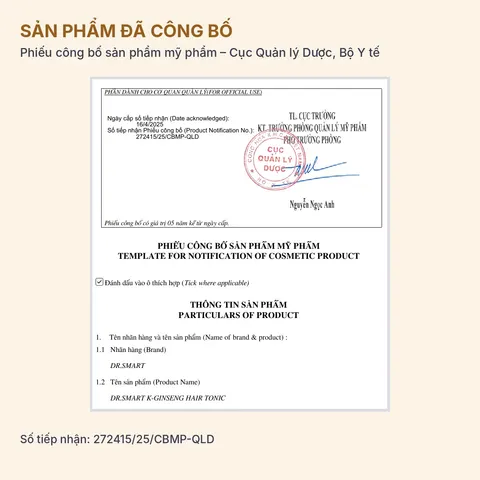 SẢN PHẨM ĐÃ CÔNG BỐ
Phiếu công bố sản phẩm mỹ phẩm – Cục Quản lý Dược, Bộ Y tế
PHẦN DÀNH CHO CƠ QUAN QUẢN LÝ (FOR OFFICIAL USE)
Ngày cấp số tiếp nhận (Date acknowledged):
16/4/2025
Số tiếp nhận Phiếu công bố (Product Notification No.):
272415/25/CBMP-QLD
TL. CỤC TRƯỞNG
KT. TRƯỞNG PHÒNG QUẢN LÝ MỸ PHẨM
PHÓ TRƯỞNG PHÒNG
CỤC
QUẢN LÝ
DƯỢC
Nguyễn Ngọc Anh
Phiếu công bố có giá trị 05 năm kể từ ngày cấp.
PHIẾU CÔNG BỐ SẢN PHẨM MỸ PHẨM
TEMPLATE FOR NOTIFICATION OF COSMETIC PRODUCT
Đánh dấu vào ô thích hợp (Tick where applicable)
THÔNG TIN SẢN PHẨM
PARTICULARS OF PRODUCT
1. Tên nhãn hàng và tên sản phẩm (Name of brand & product) :
1.1 Nhãn hàng (Brand)
DR.SMART
1.2 Tên sản phẩm (Product Name)
DR.SMART K-GINSENG HAIR TONIC
Số tiếp nhận: 272415/25/CBMP-QLD